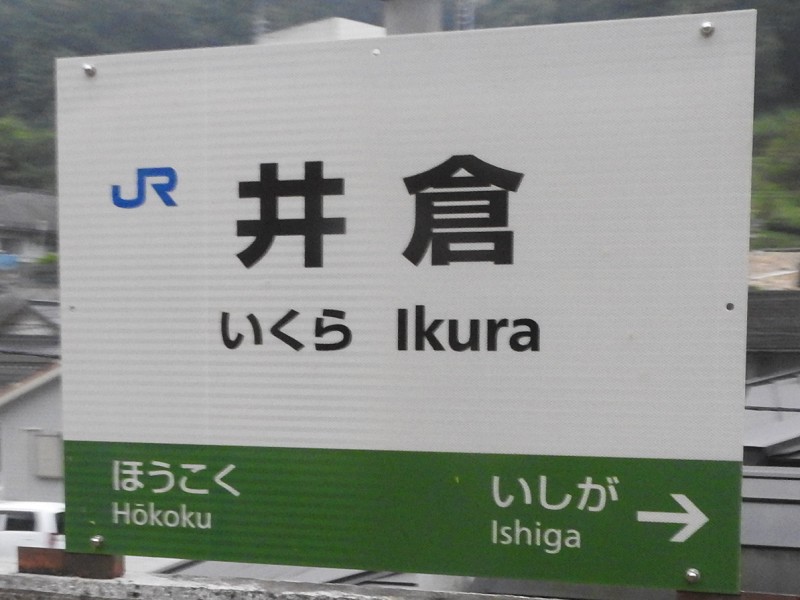 JR
井倉
いくら Ikura
ほうこく
Hōkoku
いしが
Ishiga
→